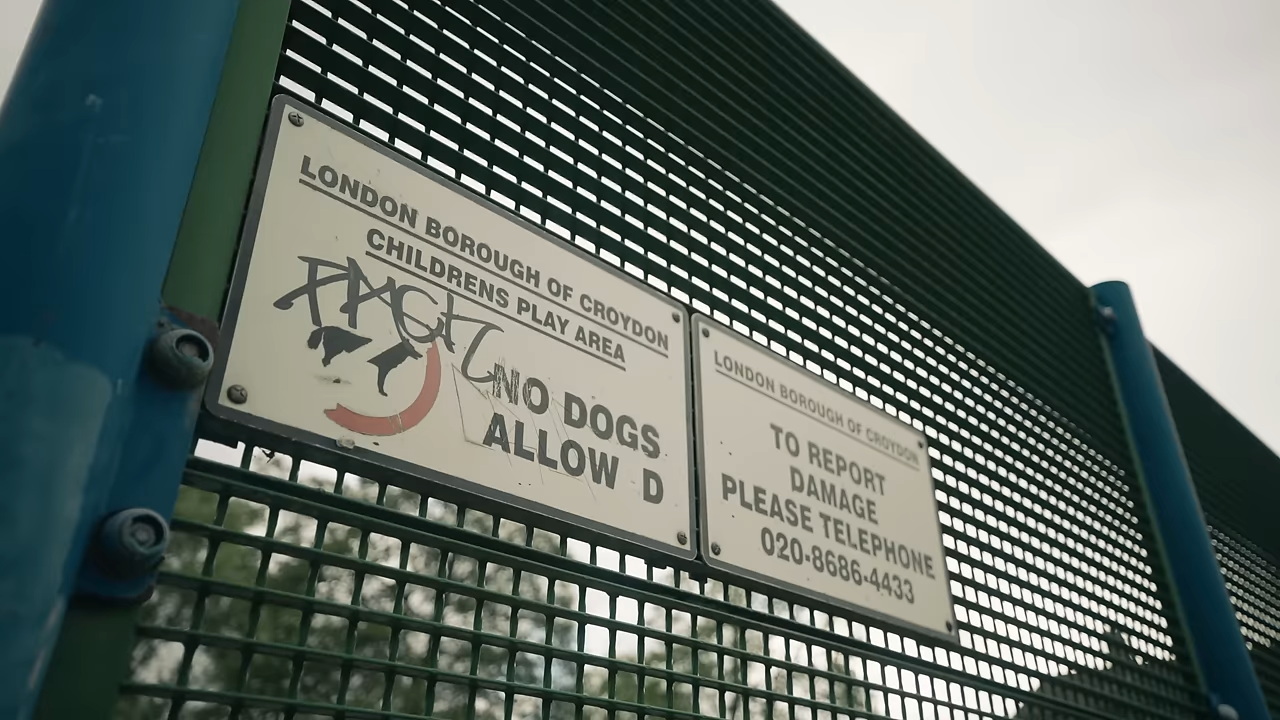 LONDON BOROUGH OF CROYDON
CHILDRENS PLAY AREA
NO DOGS
ALLOW D
LONDON BOROUGH OF CROYDON
TO REPORT
DAMAGE
PLEASE TELEPHONE
020-8686-4433